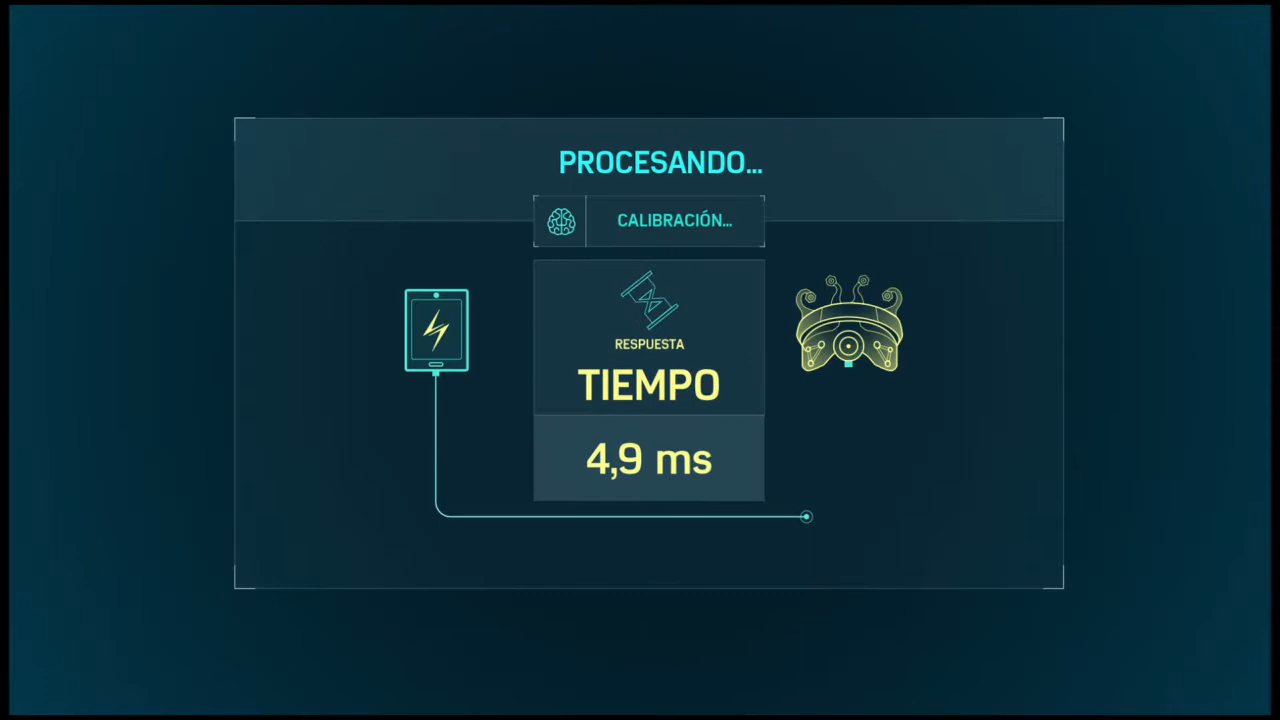 PROCESANDO...
CALIBRACIÓN...
RESPUESTA
TIEMPO
4,9 ms